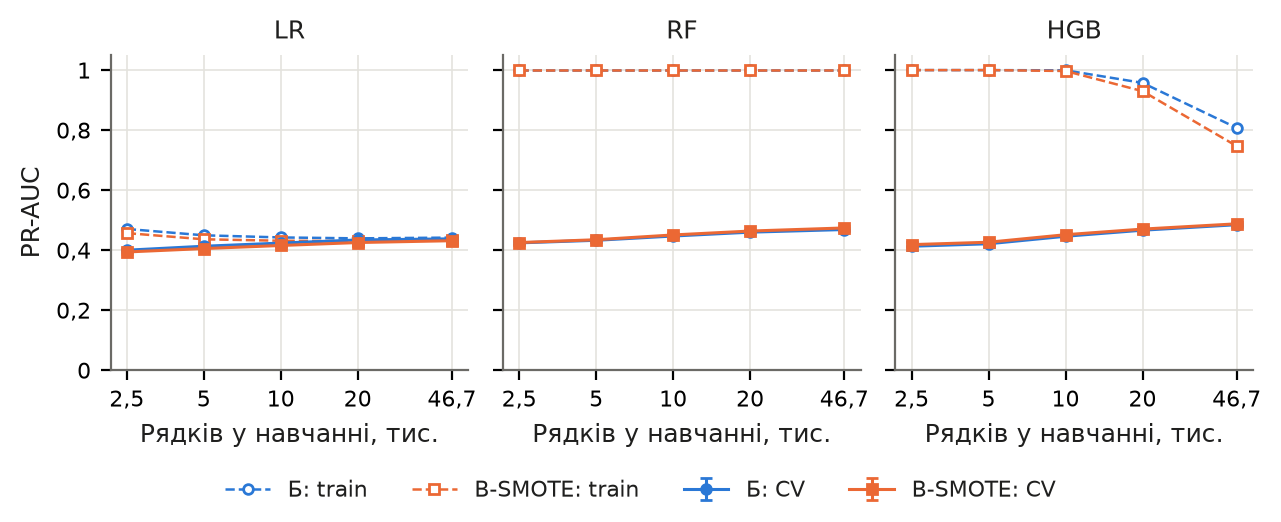 LR
RF
HGB
PR-AUC
1
0,8
0,6
0,4
0,2
0
2,5 5 10 20 46,7
2,5 5 10 20 46,7
2,5 5 10 20 46,7
Рядків у навчанні, тис.
Рядків у навчанні, тис.
Рядків у навчанні, тис.
Б: train
B-SMOTE: train
Б: CV
B-SMOTE: CV